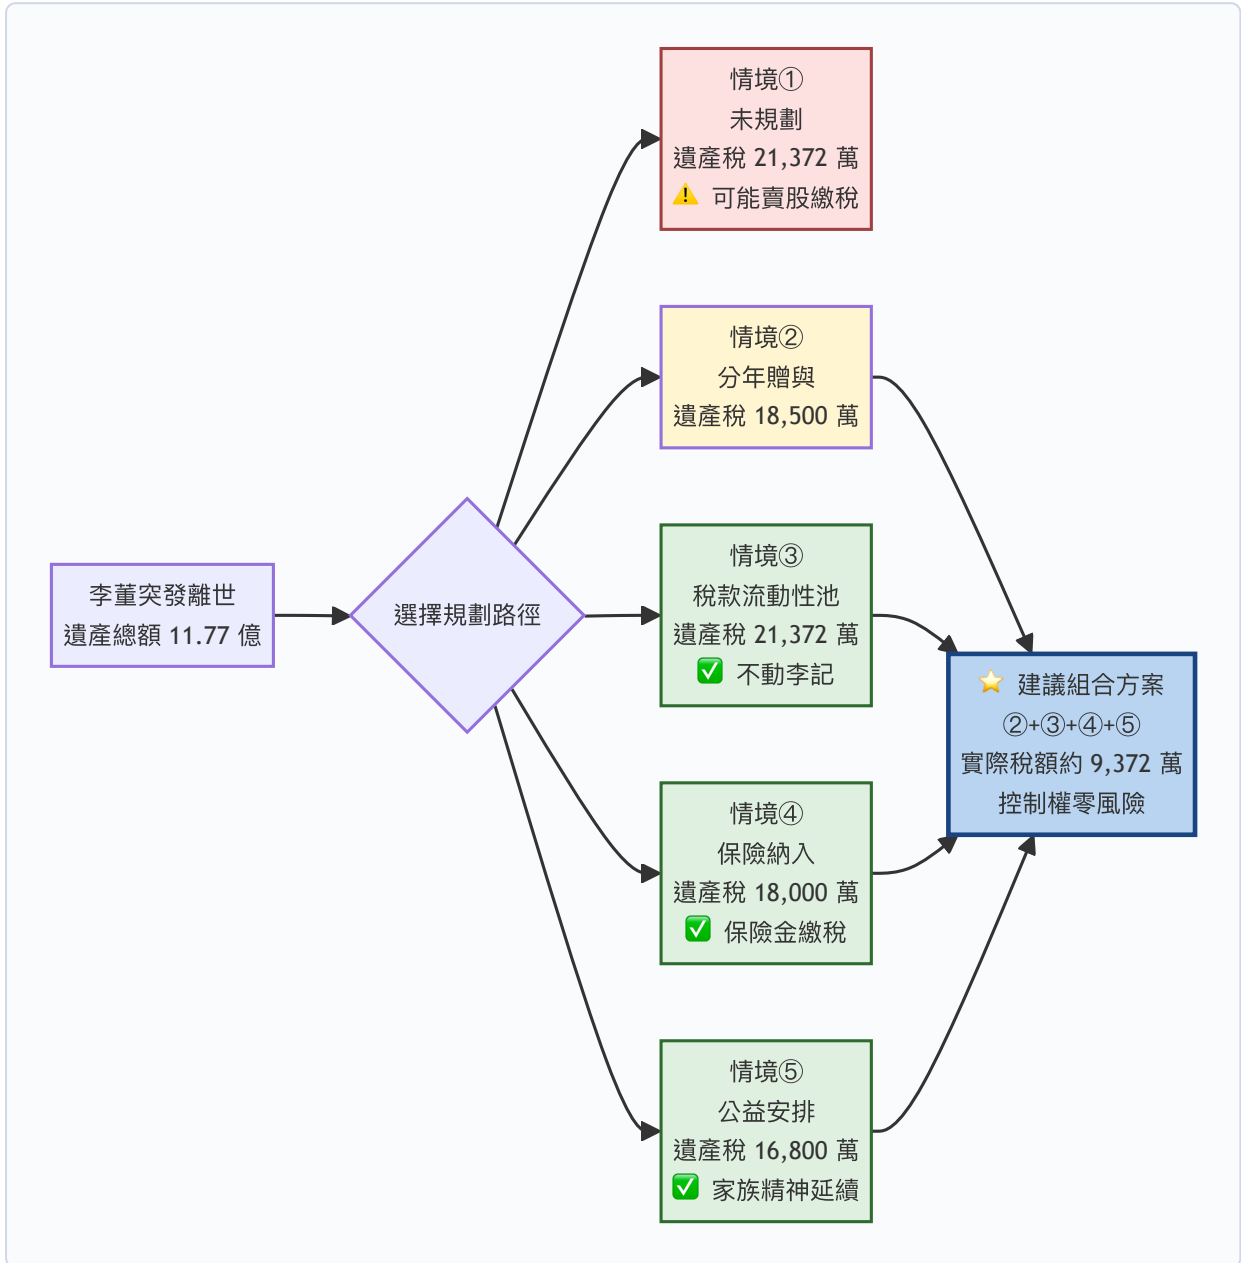 李董突發離世
遺產總額 11.77 億
選擇規劃路徑
情境①
未規劃
遺產稅 21,372 萬
⚠️ 可能賣股繳稅
情境②
分年贈與
遺產稅 18,500 萬
情境③
稅款流動性池
遺產稅 21,372 萬
✅ 不動李記
情境④
保險納入
遺產稅 18,000 萬
✅ 保險金繳稅
情境⑤
公益安排
遺產稅 16,800 萬
✅ 家族精神延續
⭐ 建議組合方案
②+③+④+⑤
實際稅額約 9,372 萬
控制權零風險